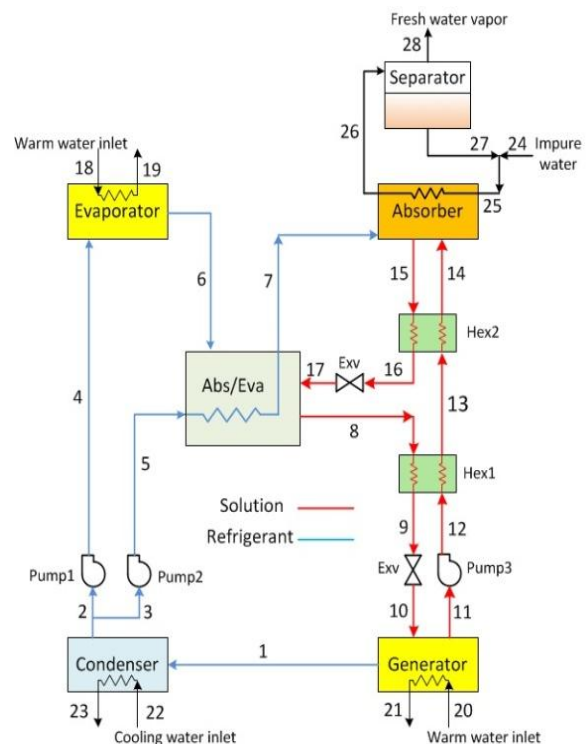 Fresh water vapor
28
Separator
26
27
24
Impure
water
25
Warm water inlet
18
19
Evaporator
Absorber
6
7
15
14
Hex2
17
Exv
16
Abs/Eva
4
5
8
13
Hex1
Solution
Refrigerant
9
12
Pump1
Pump2
Exv
Pump3
2
3
10
11
Condenser
1
Generator
23
22
21
20
Cooling water inlet
Warm water inlet